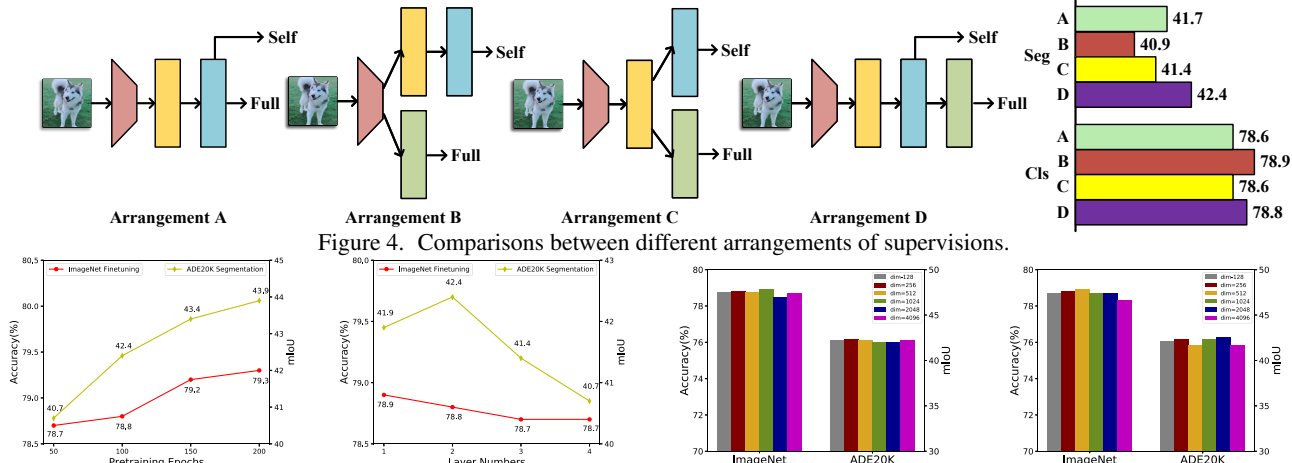 Self
Full
Arrangement A
Self
Full
Arrangement B
Self
Full
Arrangement C
Self
Full
Arrangement D
Seg
A 41.7
B 40.9
C 41.4
D 42.4
Cls
A 78.6
B 78.9
C 78.6
D 78.8
Figure 4. Comparisons between different arrangements of supervisions.
ImageNet Finetuning
ADE20K Segmentation
Accuracy(%)
80.5
80.0
79.5
79.0
78.5
45
44
43
42
41
40
mIoU
40.7
42.4
43.4
43.9
78.7
78.8
79.2
79.3
50 100 150 200
Pretraining Epochs
ImageNet Finetuning
ADE20K Segmentation
Accuracy(%)
80.0
79.5
79.0
78.5
43
42
41
40
mIoU
41.9
42.4
41.4
40.7
78.9
78.8
78.7
78.7
1 2 3 4
Layer Numbers
Accuracy(%)
80
78
76
74
72
70
dim-128
dim=256
dim=512
dim=1024
dim=2048
dim=4096
50
45
40
35
30
mIoU
ImageNet ADE20K
Accuracy(%)
80
78
76
74
72
70
dim=128
dim=256
dim=512
dim=1024
dim=2048
dim=4096
50
45
40
35
30
mIoU
ImageNet ADE20K